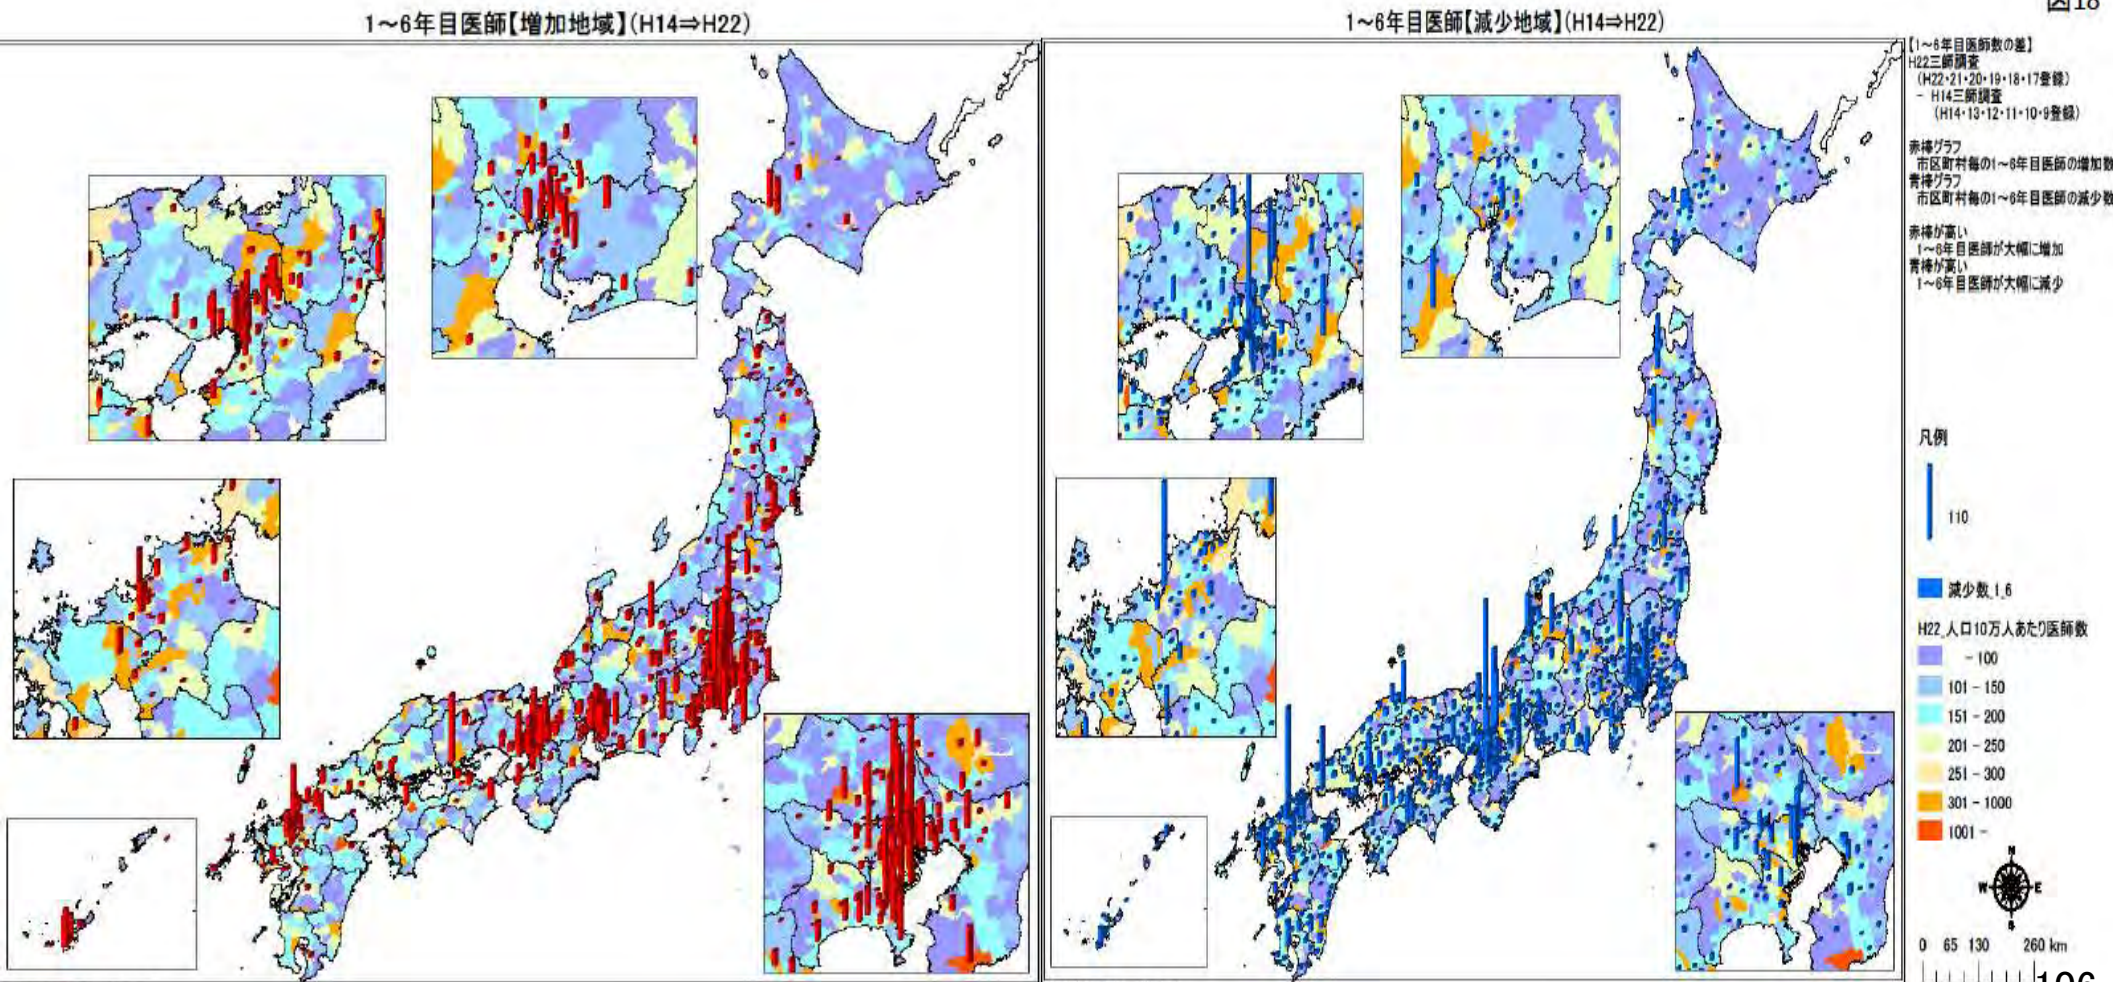 図18
1～6年目医師【増加地域】(H14⇒H22)
1～6年目医師【減少地域】(H14⇒H22)
【1～6年目医師数の差】
H22三師調査
(H22・21・20・19・18・17登録)
- H14三師調査
(H14・13・12・11・10・9登録)
赤棒グラフ
市区町村毎の1～6年目医師の増加数
青棒グラフ
市区町村毎の1～6年目医師の減少数
赤棒が高い
1～6年目医師が大幅に増加
青棒が高い
1～6年目医師が大幅に減少
凡例
110
減少数_1_6
H22_人口10万人あたり医師数
- 100
101 - 150
151 - 200
201 - 250
251 - 300
301 - 1000
1001 -
N
W E
S
0 65 130 260 km
106